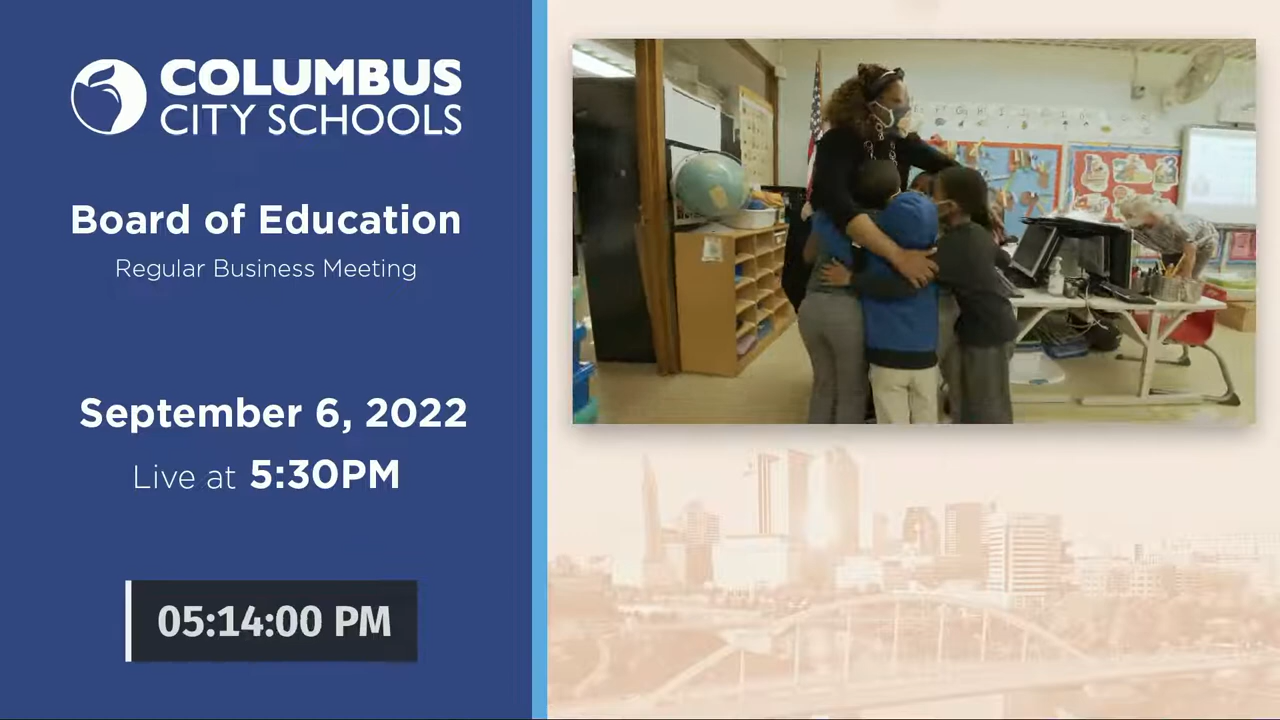 COLUMBUS
CITY SCHOOLS
Board of Education
Regular Business Meeting
September 6, 2022
Live at 5:30PM
05:14:00 PM